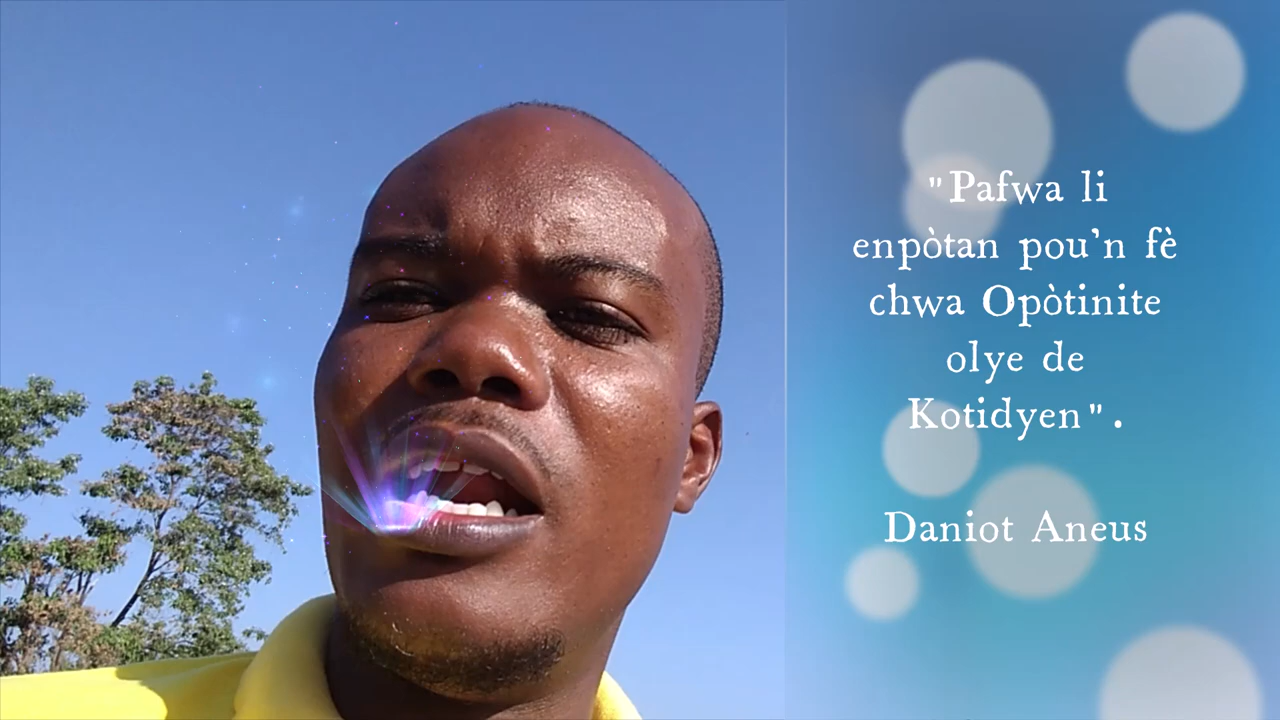 "Pafwa li
enpòtan pou'n fè
chwa Opòtinite
olye de
Kotidyen".
Daniot Aneus